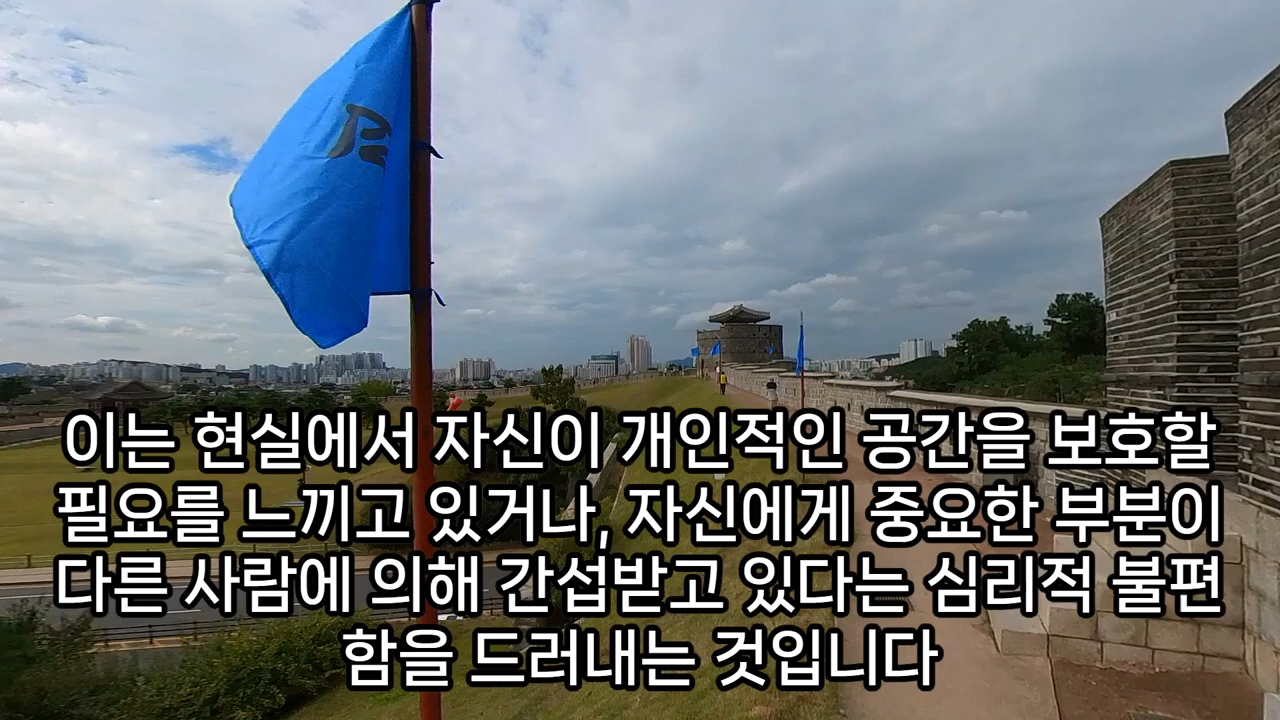 이는 현실에서 자신이 개인적인 공간을 보호할
필요를 느끼고 있거나, 자신에게 중요한 부분이
다른 사람에 의해 간섭받고 있다는 심리적 불편
함을 드러내는 것입니다